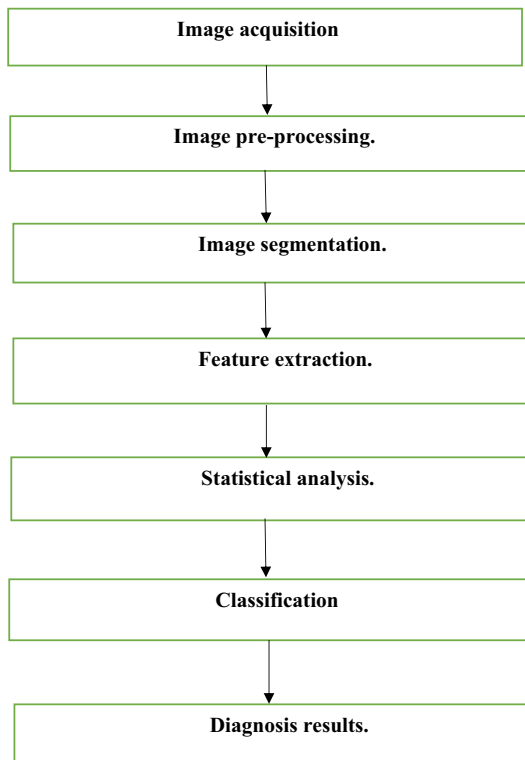 Image acquisition
Image pre-processing.
Image segmentation.
Feature extraction.
Statistical analysis.
Classification
Diagnosis results.